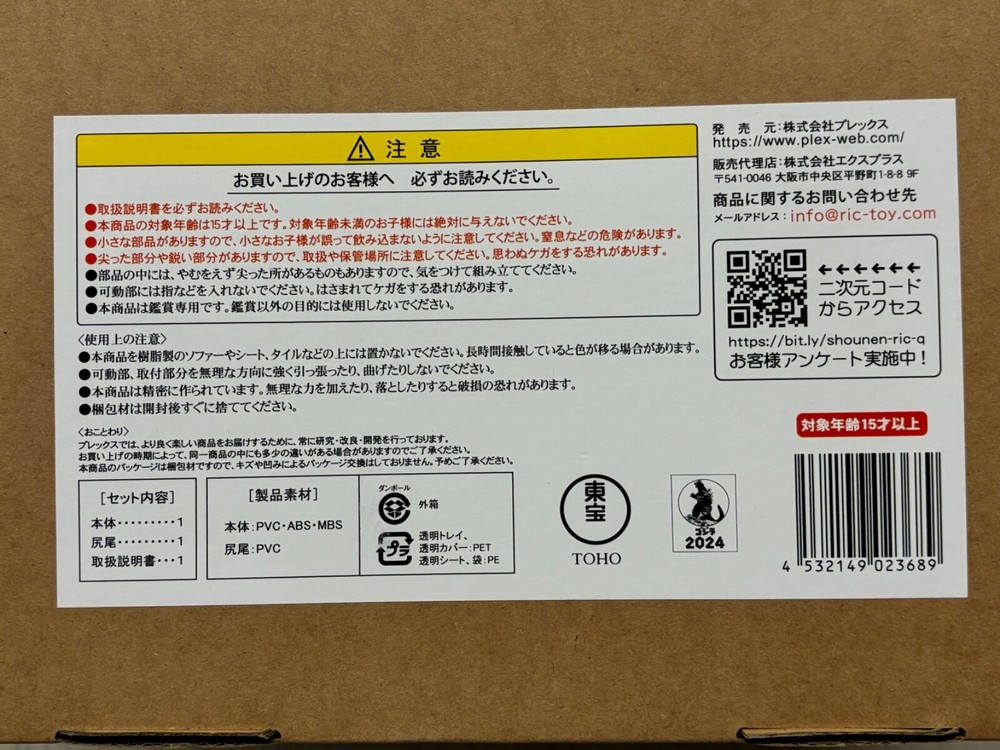 注意
お買い上げのお客様へ 必ずお読みください。
●取扱説明書を必ずお読みください。
●本商品の対象年齢は15才以上です。対象年齢未満のお子様には絶対に与えないでください。
●小さな部品がありますので、小さなお子様が誤って飲み込まないように注意してください。窒息などの危険があります。
●尖った部分や鋭い部分がありますので、取扱や保管場所に注意してください。思わぬケガをする恐れがあります。
●部品の中には、やむをえず尖った所があるものもありますので、気をつけて組み立ててください。
●可動部には指などを入れないでください。はさまれてケガをする恐れがあります。
●本商品は鑑賞専用です。鑑賞以外の目的には使用しないでください。
〈使用上の注意〉
●本商品を樹脂製のソファーやシート、タイルなどの上には置かないでください。長時間接触していると色が移る場合があります。
●可動部、取付部分を無理な方向に強く引っ張ったり、曲げたりしないでください。
●本商品は精密に作られています。無理な力を加えたり、落としたりすると破損の恐れがあります。
●梱包材は開封後すぐに捨ててください。
〈おことわり〉
プレックスでは、より良く楽しい商品をお届けするために、常に研究・改良・開発を行っております。
お買い上げの時期によって、同一商品の中にも多少の違いがある場合がありますのでご了承ください。
本商品のパッケージは梱包材ですので、キズや凹みによるパッケージ交換はしておりません。予めご了承ください。
[セット内容]
本体・・・・・・・・・1
尻尾・・・・・・・・・1
取扱説明書・・・1
[製品素材]
本体:PVC・ABS・MBS
尻尾:PVC
ダンボール
外箱
プラ
透明トレイ、
透明カバー:PET
透明シート、袋:PE
東宝
TOHO
ゴジラ
2024
発売元:株式会社プレックス
https://www.plex-web.com/
販売代理店:株式会社エクスプラス
〒541-0046 大阪市中央区平野町1-8-8 9F
商品に関するお問い合わせ先
メールアドレス:info@ric-toy.com
←←←←←←
二次元コード
からアクセス
https://bit.ly/shounen-ric-q
お客様アンケート実施中!
対象年齢15才以上
4 532149 023689